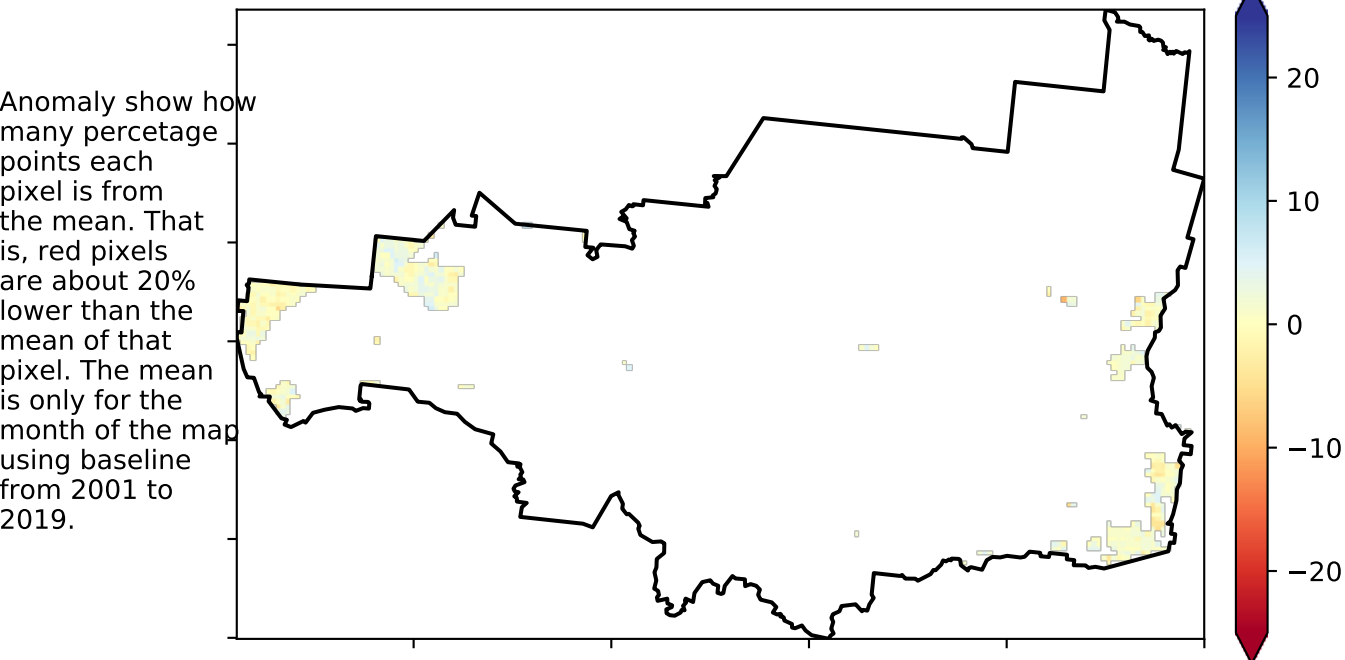 Anomaly show how
many percetage
points each
pixel is from
the mean. That
is, red pixels
are about 20%
lower than the
mean of that
pixel. The mean
is only for the
month of the map
using baseline
from 2001 to
2019.
20
10
0
−10
−20